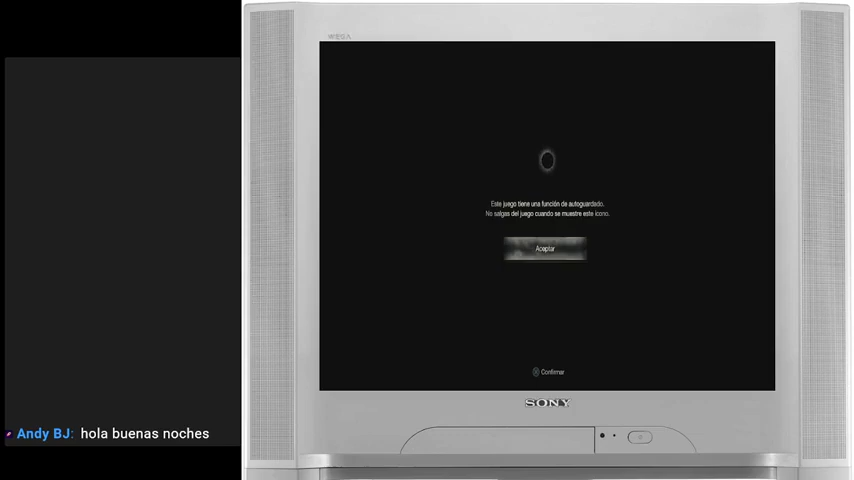 WEGA
Este juego tiene una función de autoguardado.
No salgas del juego cuando se muestre este icono.
Aceptar
Confirmar
SONY
Andy BJ: hola buenas noches